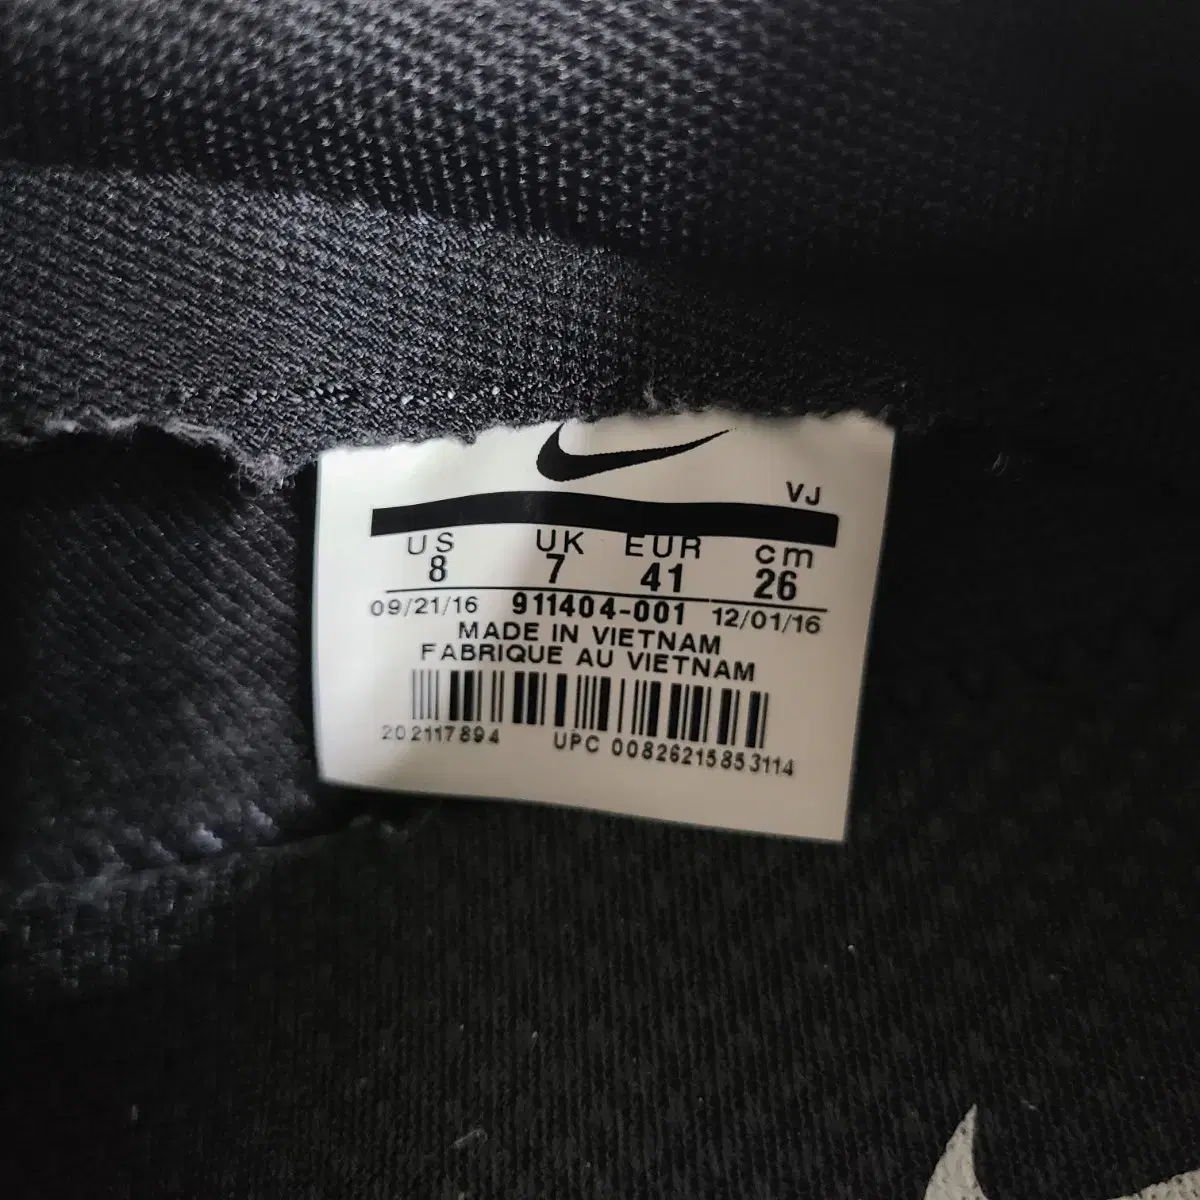 VJ
US UK EUR cm
8 7 41 26
09/21/16 911404-001 12/01/16
MADE IN VIETNAM
FABRIQUE AU VIETNAM
202117894 UPC 00826215853114